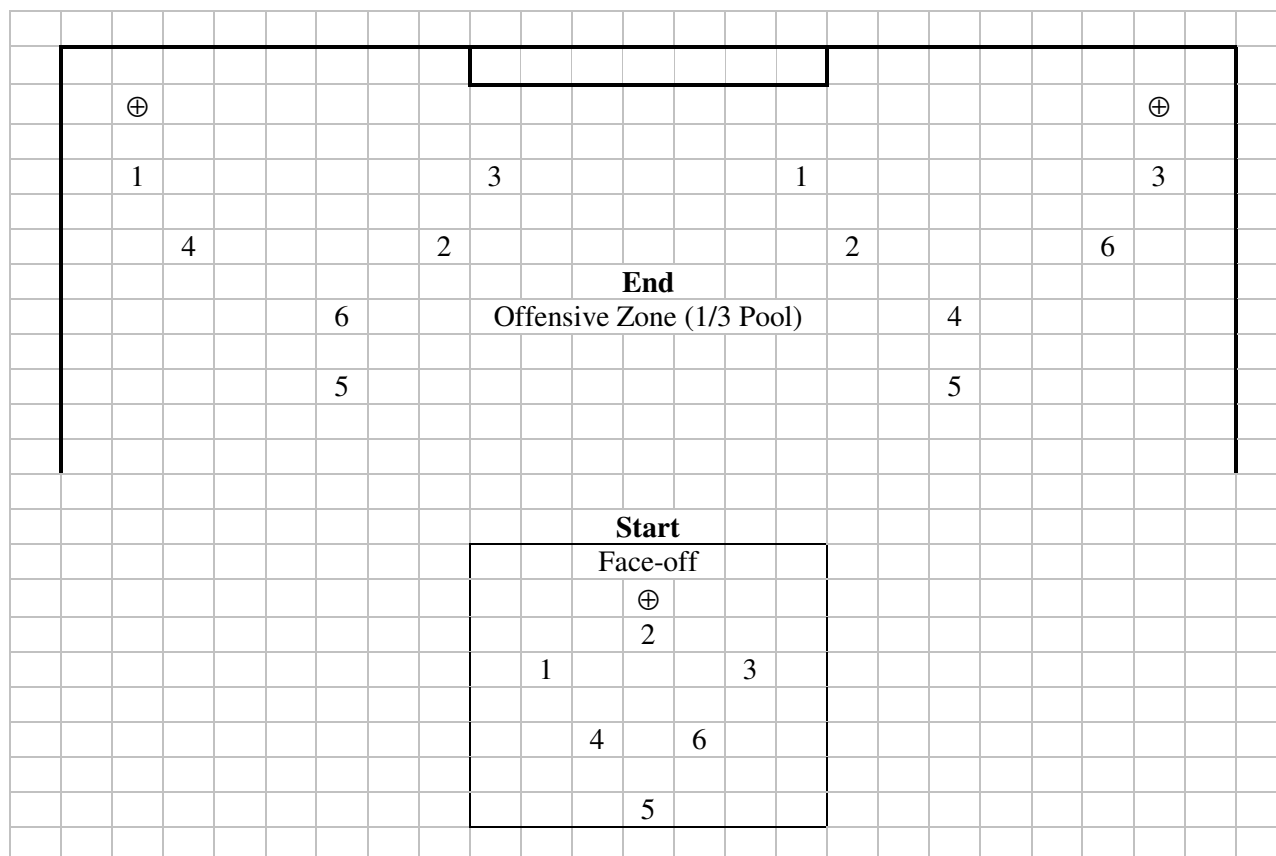 ⊕ ⊕
1 3 1 3
4 2 2 6
End
6 Offensive Zone (1/3 Pool) 4
5 5
Start
Face-off
⊕
2
1 3
4 6
5